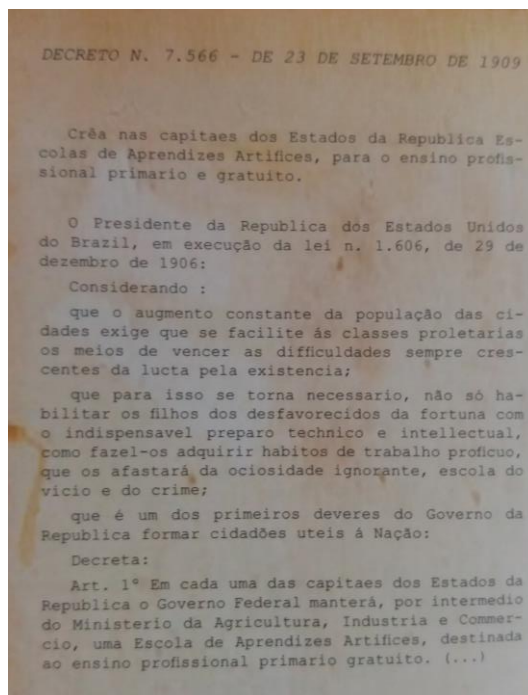 DECRETO N. 7.566 - DE 23 DE SETEMBRO DE 1909
Crêa nas capitaes dos Estados da Republica Es-
colas de Aprendizes Artifices, para o ensino profis-
sional primario e gratuito.
O Presidente da Republica dos Estados Unidos
do Brazil, em execução da lei n. 1.606, de 29 de
dezembro de 1906:
Considerando :
que o augmento constante da população das ci-
dades exige que se facilite ás classes proletarias
os meios de vencer as difficuldades sempre cres-
centes da lucta pela existencia;
que para isso se torna necessario, não só ha-
bilitar os filhos dos desfavorecidos da fortuna com
o indispensavel preparo technico e intellectual,
como fazel-os adquirir habitos de trabalho proficuo,
que os afastará da ociosidade ignorante, escola do
vicio e do crime;
que é um dos primeiros deveres do Governo da
Republica formar cidadões uteis á Nação:
Decreta:
Art. 1º Em cada uma das capitaes dos Estados da
Republica o Governo Federal manterá, por intermedio
do Ministerio da Agricultura, Industria e Commer-
cio, uma Escola de Aprendizes Artifices, destinada
ao ensino profissional primario gratuito. (...)